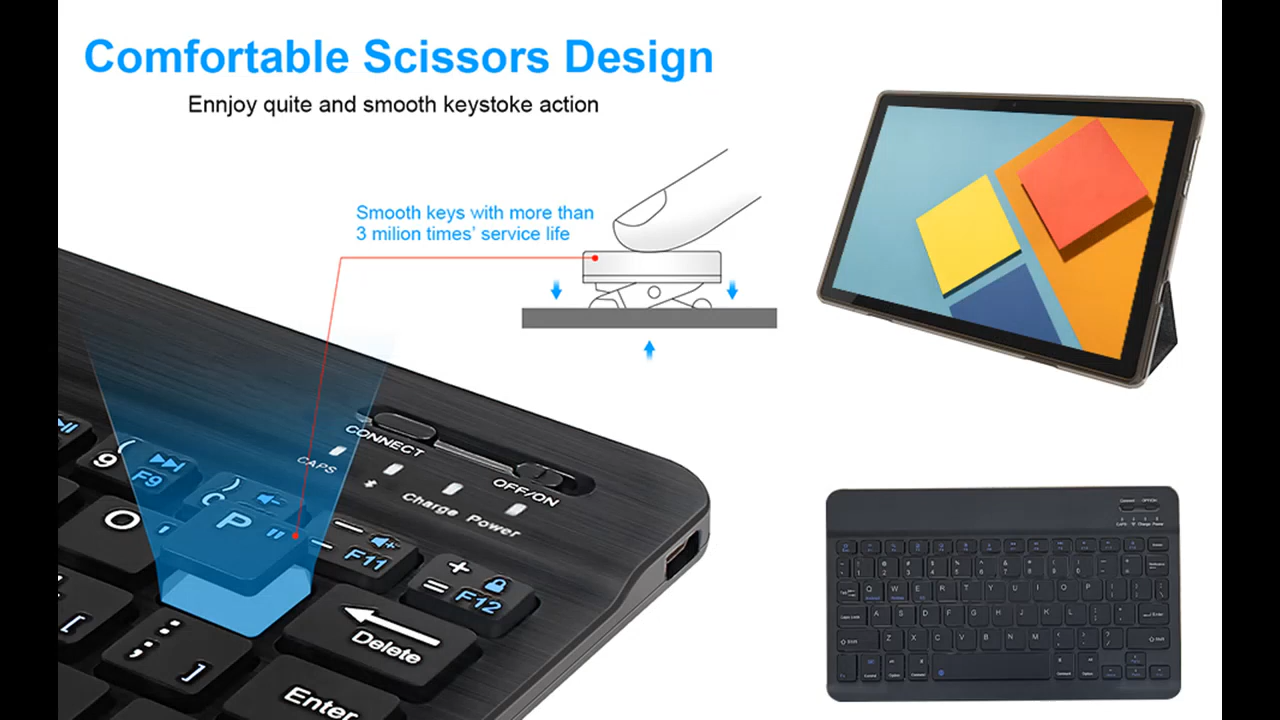 Comfortable Scissors Design
Ennjoy quite and smooth keystoke action
Smooth keys with more than
3 milion times’ service life
CONNECT
CAPS
OFF/ON
Charge Power
9 F9
O P
F11
+
= F12
Delete
[ ; : ]
Enter
Q W E R T Y U I O P
A S D F G H J K L
Z X C V B N M